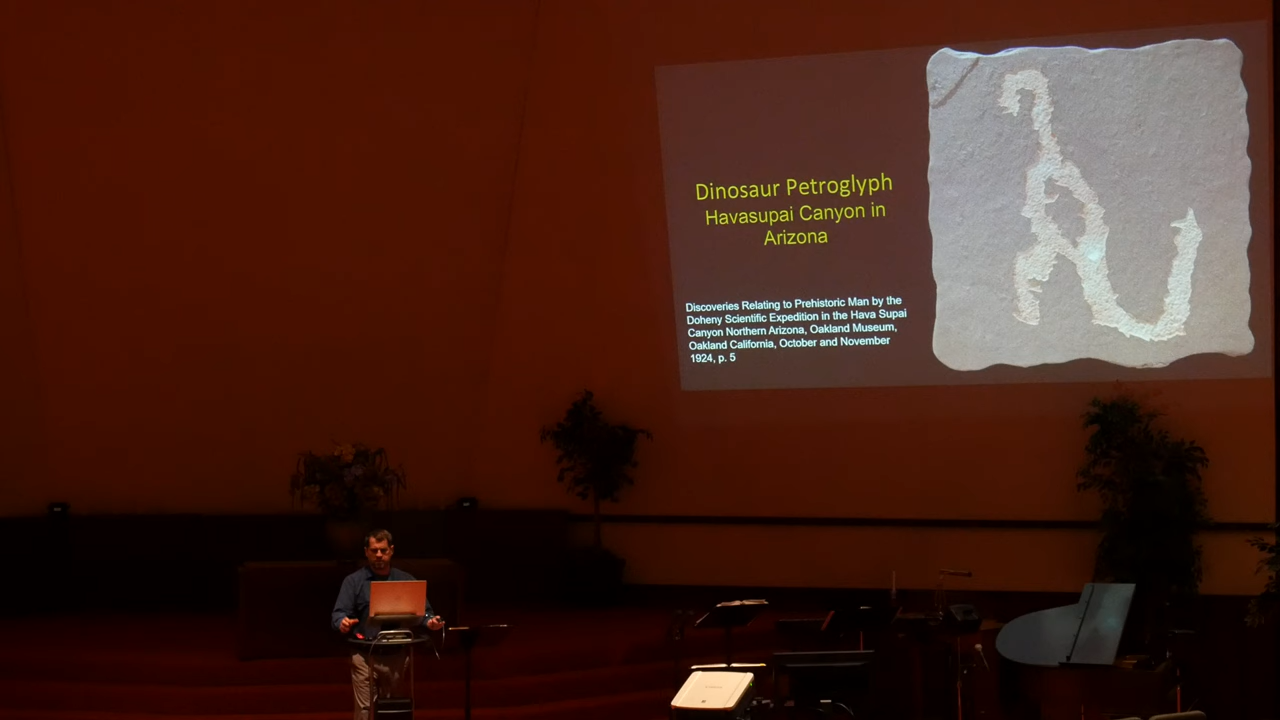 Dinosaur Petroglyph
Havasupai Canyon in
Arizona
Discoveries Relating to Prehistoric Man by the
Doheny Scientific Expedition in the Hava Supai
Canyon Northern Arizona, Oakland Museum,
Oakland California, October and November
1924, p. 5